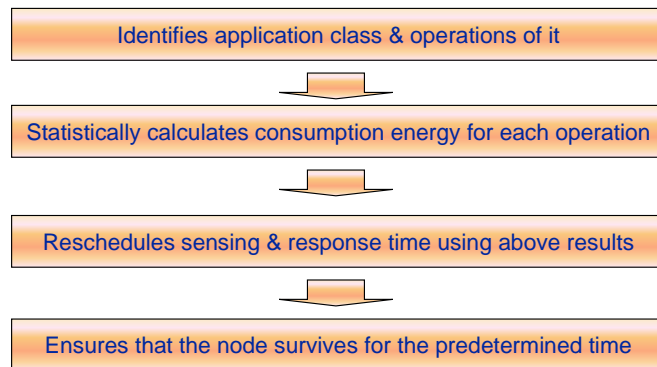 Identifies application class & operations of it
Statistically calculates consumption energy for each operation
Reschedules sensing & response time using above results
Ensures that the node survives for the predetermined time